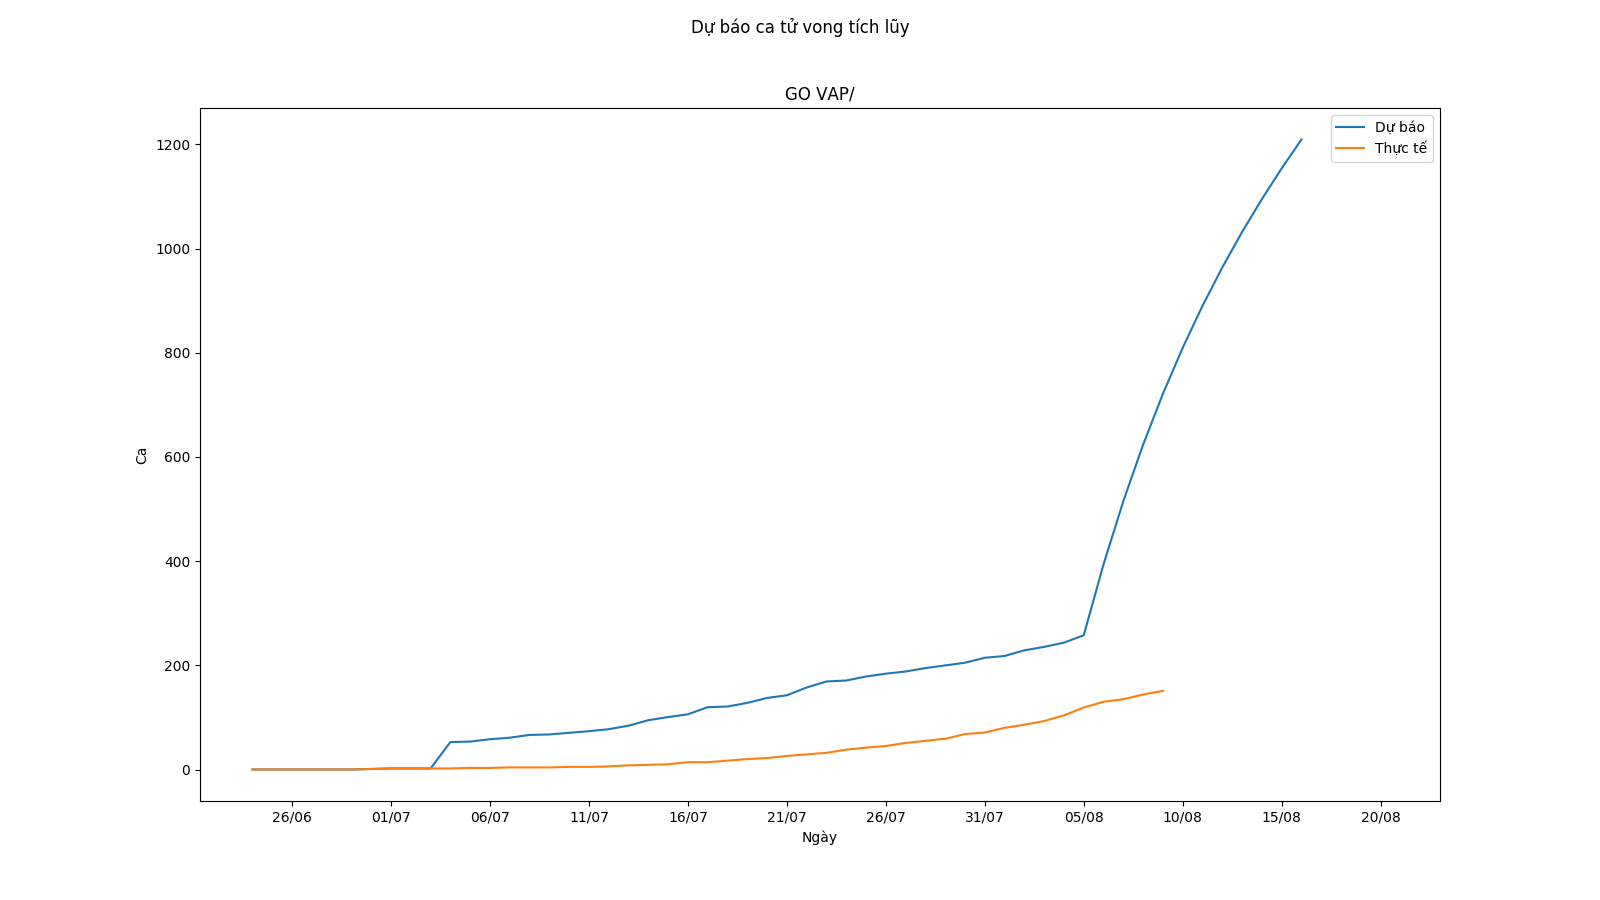 Dự báo ca tử vong tích lũy
GO VAP/
Dự báo
Thực tế
1200
1000
800
600
400
200
0
Ca
26/06 01/07 06/07 11/07 16/07 21/07 26/07 31/07 05/08 10/08 15/08 20/08
Ngày